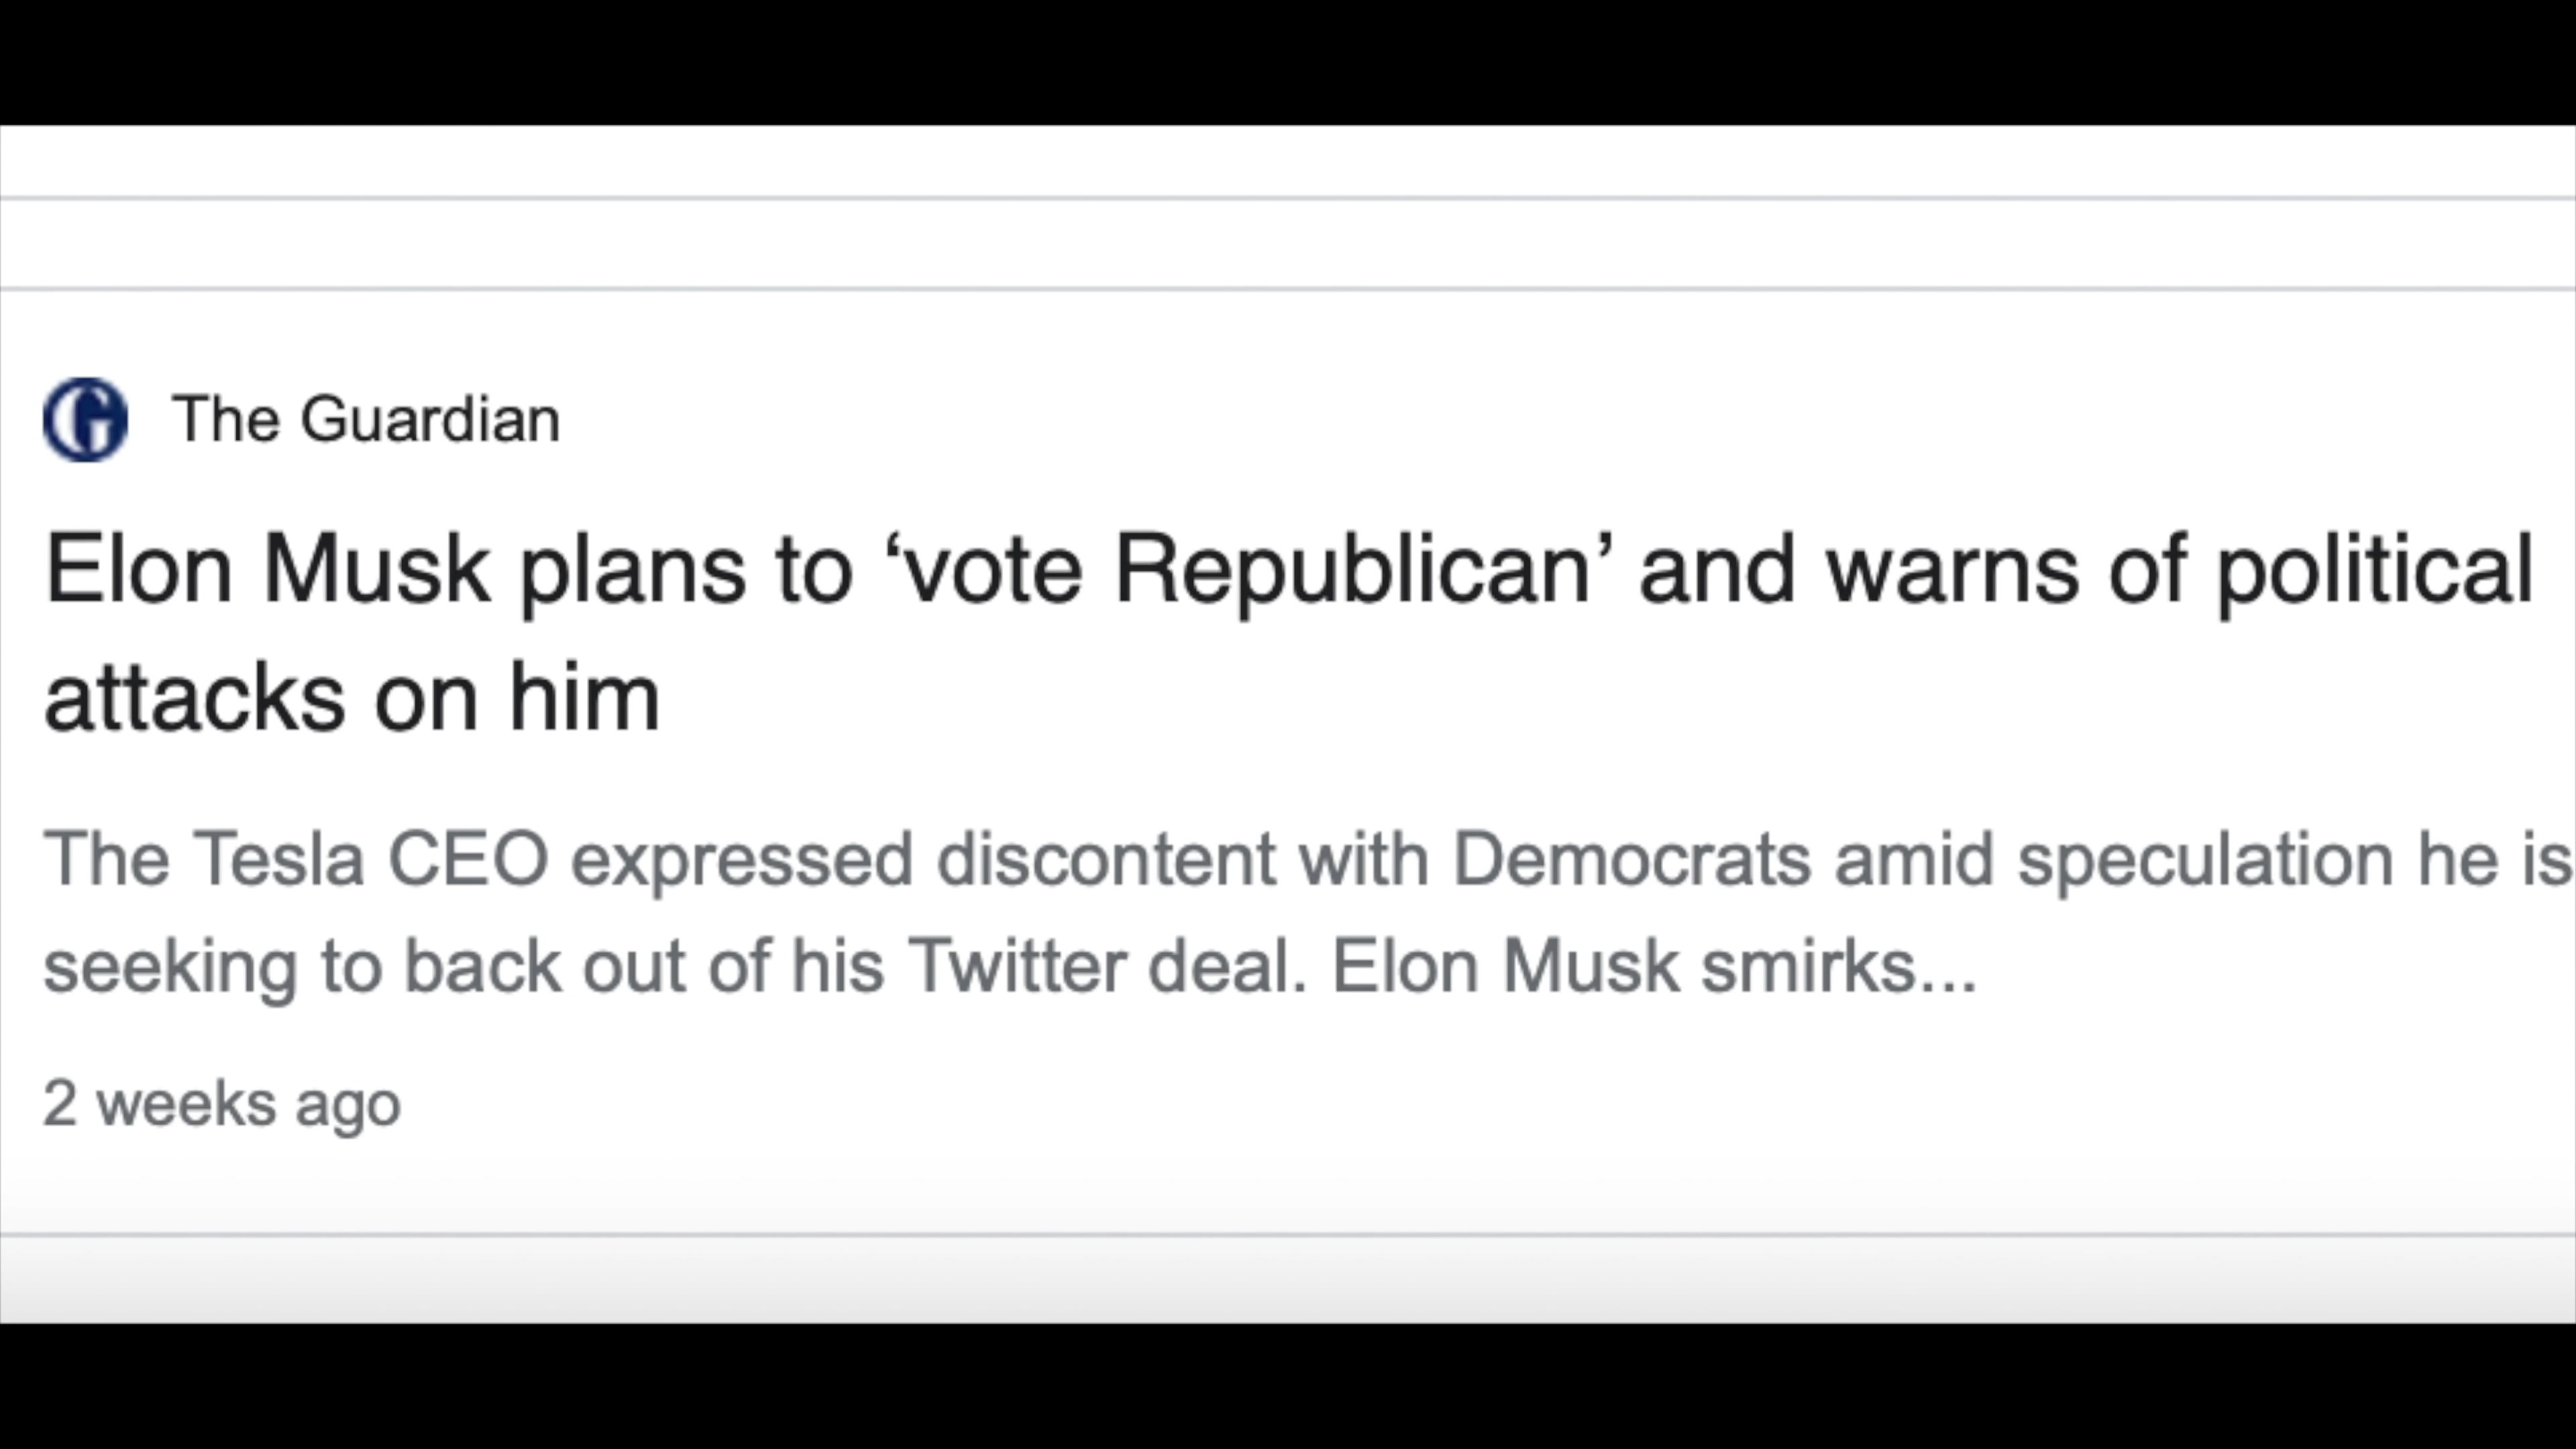 The Guardian
Elon Musk plans to ‘vote Republican’ and warns of political
attacks on him
The Tesla CEO expressed discontent with Democrats amid speculation he is
seeking to back out of his Twitter deal. Elon Musk smirks...
2 weeks ago